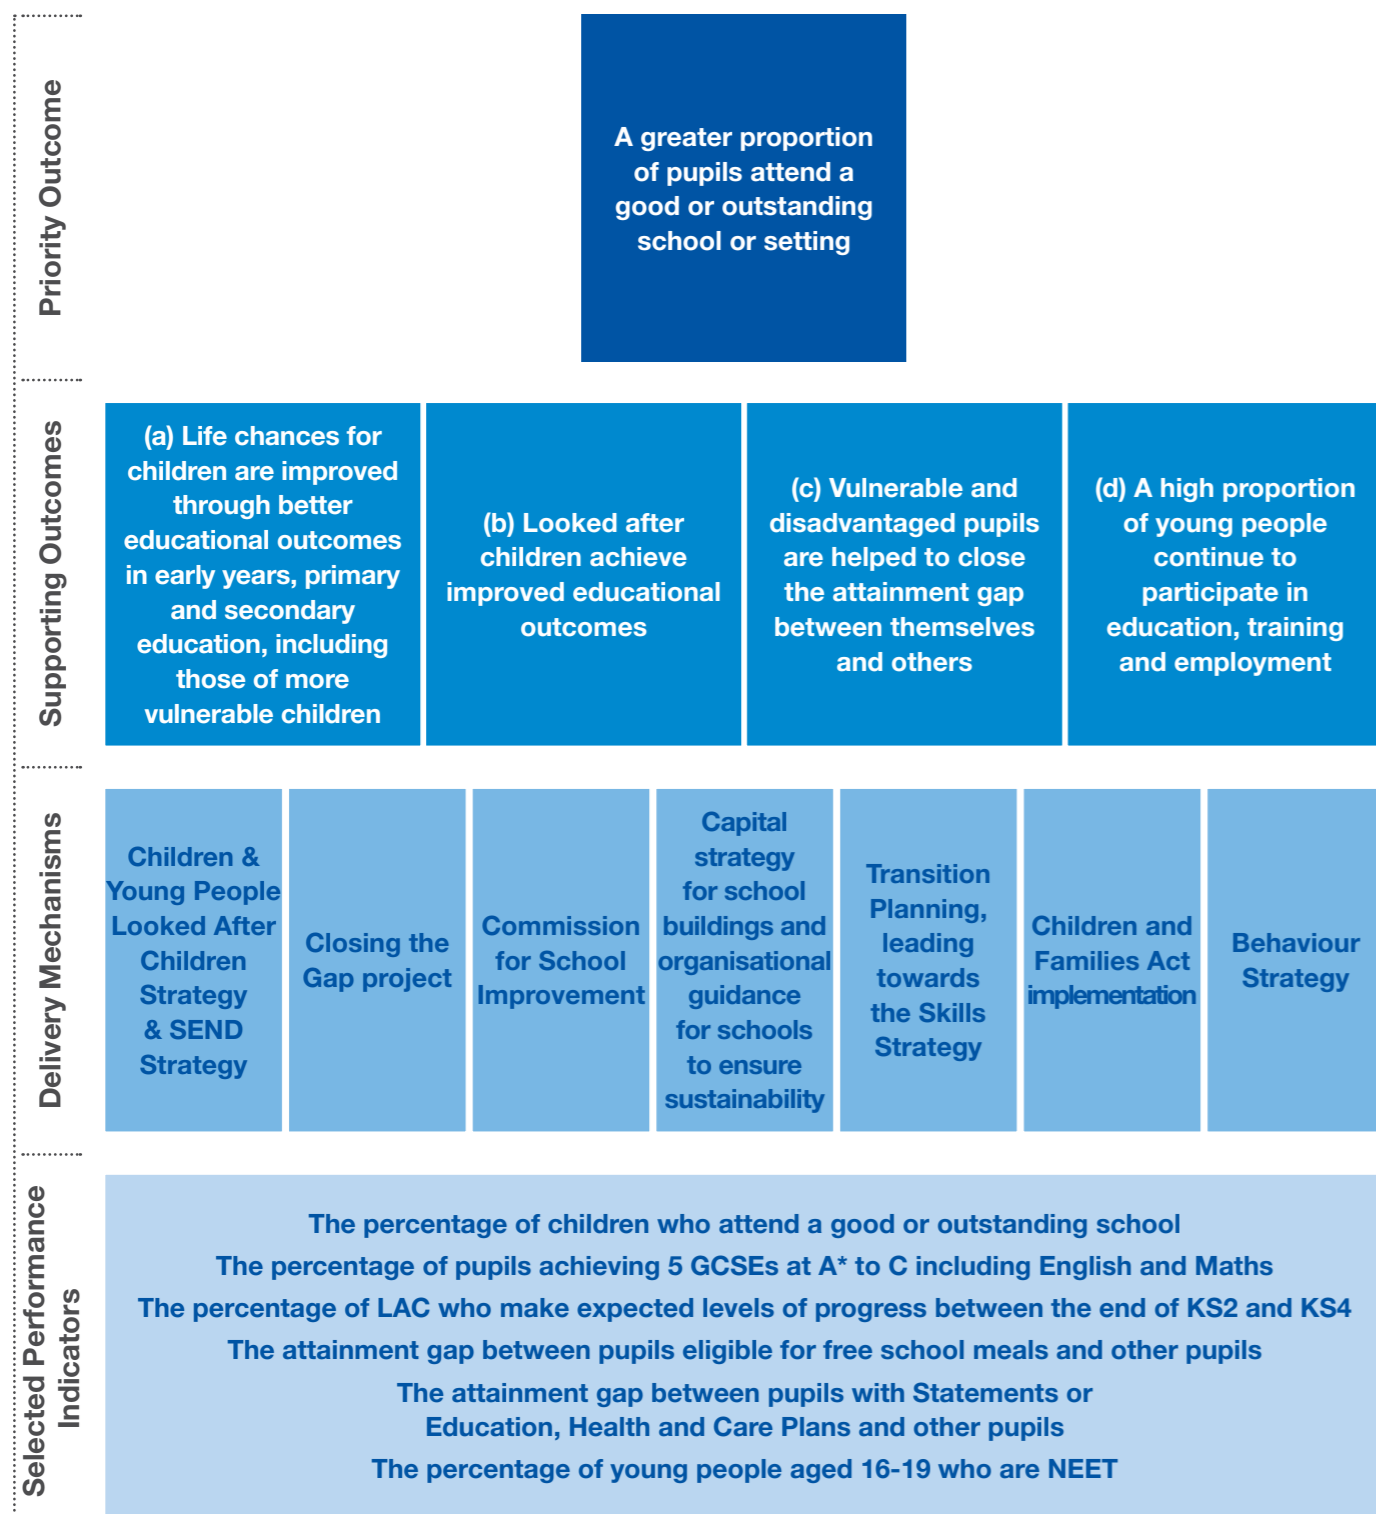 Priority Outcome
A greater proportion
of pupils attend a
good or outstanding
school or setting
Supporting Outcomes
(a) Life chances for
children are improved
through better
educational outcomes
in early years, primary
and secondary
education, including
those of more
vulnerable children
(b) Looked after
children achieve
improved educational
outcomes
(c) Vulnerable and
disadvantaged pupils
are helped to close
the attainment gap
between themselves
and others
(d) A high proportion
of young people
continue to
participate in
education, training
and employment
Delivery Mechanisms
Children &
Young People
Looked After
Children
Strategy
& SEND
Strategy
Closing the
Gap project
Commission
for School
Improvement
Capital
strategy
for school
buildings and
organisational
guidance
for schools
to ensure
sustainability
Transition
Planning,
leading
towards
the Skills
Strategy
Children and
Families Act
implementation
Behaviour
Strategy
Selected Performance
Indicators
The percentage of children who attend a good or outstanding school
The percentage of pupils achieving 5 GCSEs at A* to C including English and Maths
The percentage of LAC who make expected levels of progress between the end of KS2 and KS4
The attainment gap between pupils eligible for free school meals and other pupils
The attainment gap between pupils with Statements or
Education, Health and Care Plans and other pupils
The percentage of young people aged 16-19 who are NEET